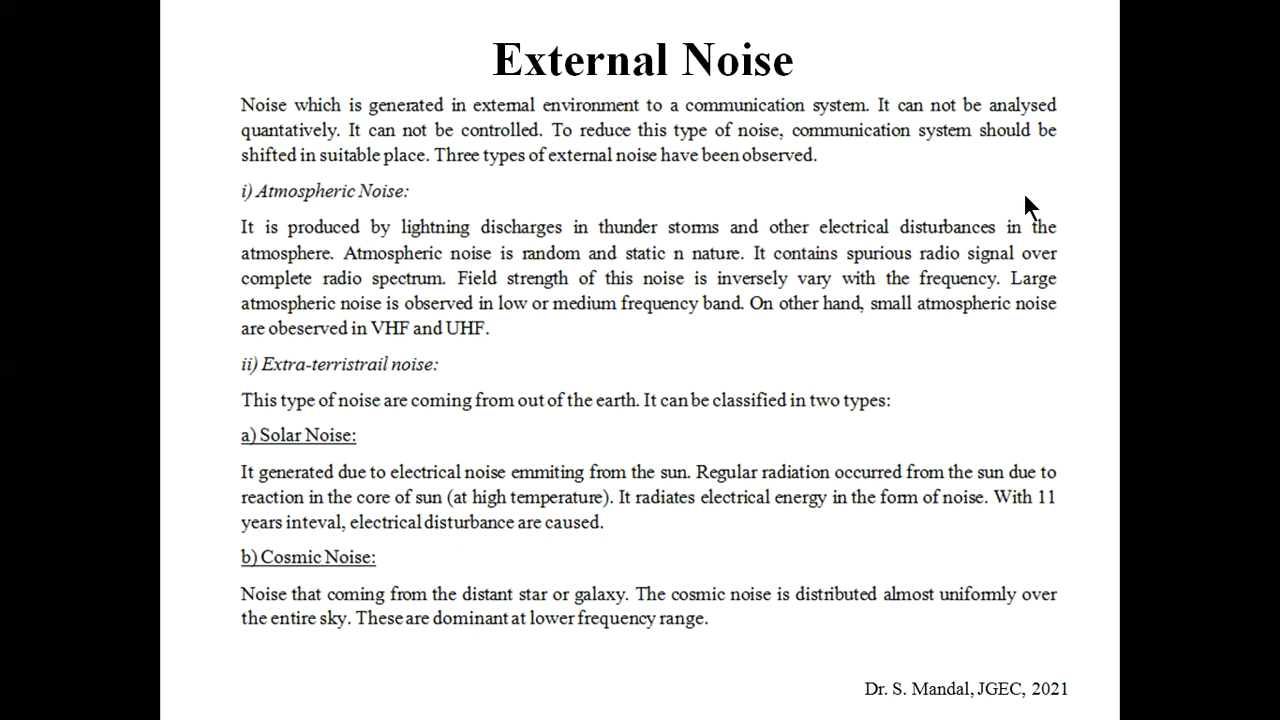 External Noise
Noise which is generated in external environment to a communication system. It can not be analysed
quantatively. It can not be controlled. To reduce this type of noise, communication system should be
shifted in suitable place. Three types of external noise have been observed.
i) Atmospheric Noise:
It is produced by lightning discharges in thunder storms and other electrical disturbances in the
atmosphere. Atmospheric noise is random and static n nature. It contains spurious radio signal over
complete radio spectrum. Field strength of this noise is inversely vary with the frequency. Large
atmospheric noise is observed in low or medium frequency band. On other hand, small atmospheric noise
are obeserved in VHF and UHF.
ii) Extra-terristrail noise:
This type of noise are coming from out of the earth. It can be classified in two types:
a) Solar Noise:
It generated due to electrical noise emmiting from the sun. Regular radiation occurred from the sun due to
reaction in the core of sun (at high temperature). It radiates electrical energy in the form of noise. With 11
years inteval, electrical disturbance are caused.
b) Cosmic Noise:
Noise that coming from the distant star or galaxy. The cosmic noise is distributed almost uniformly over
the entire sky. These are dominant at lower frequency range.
Dr. S. Mandal, JGEC, 2021